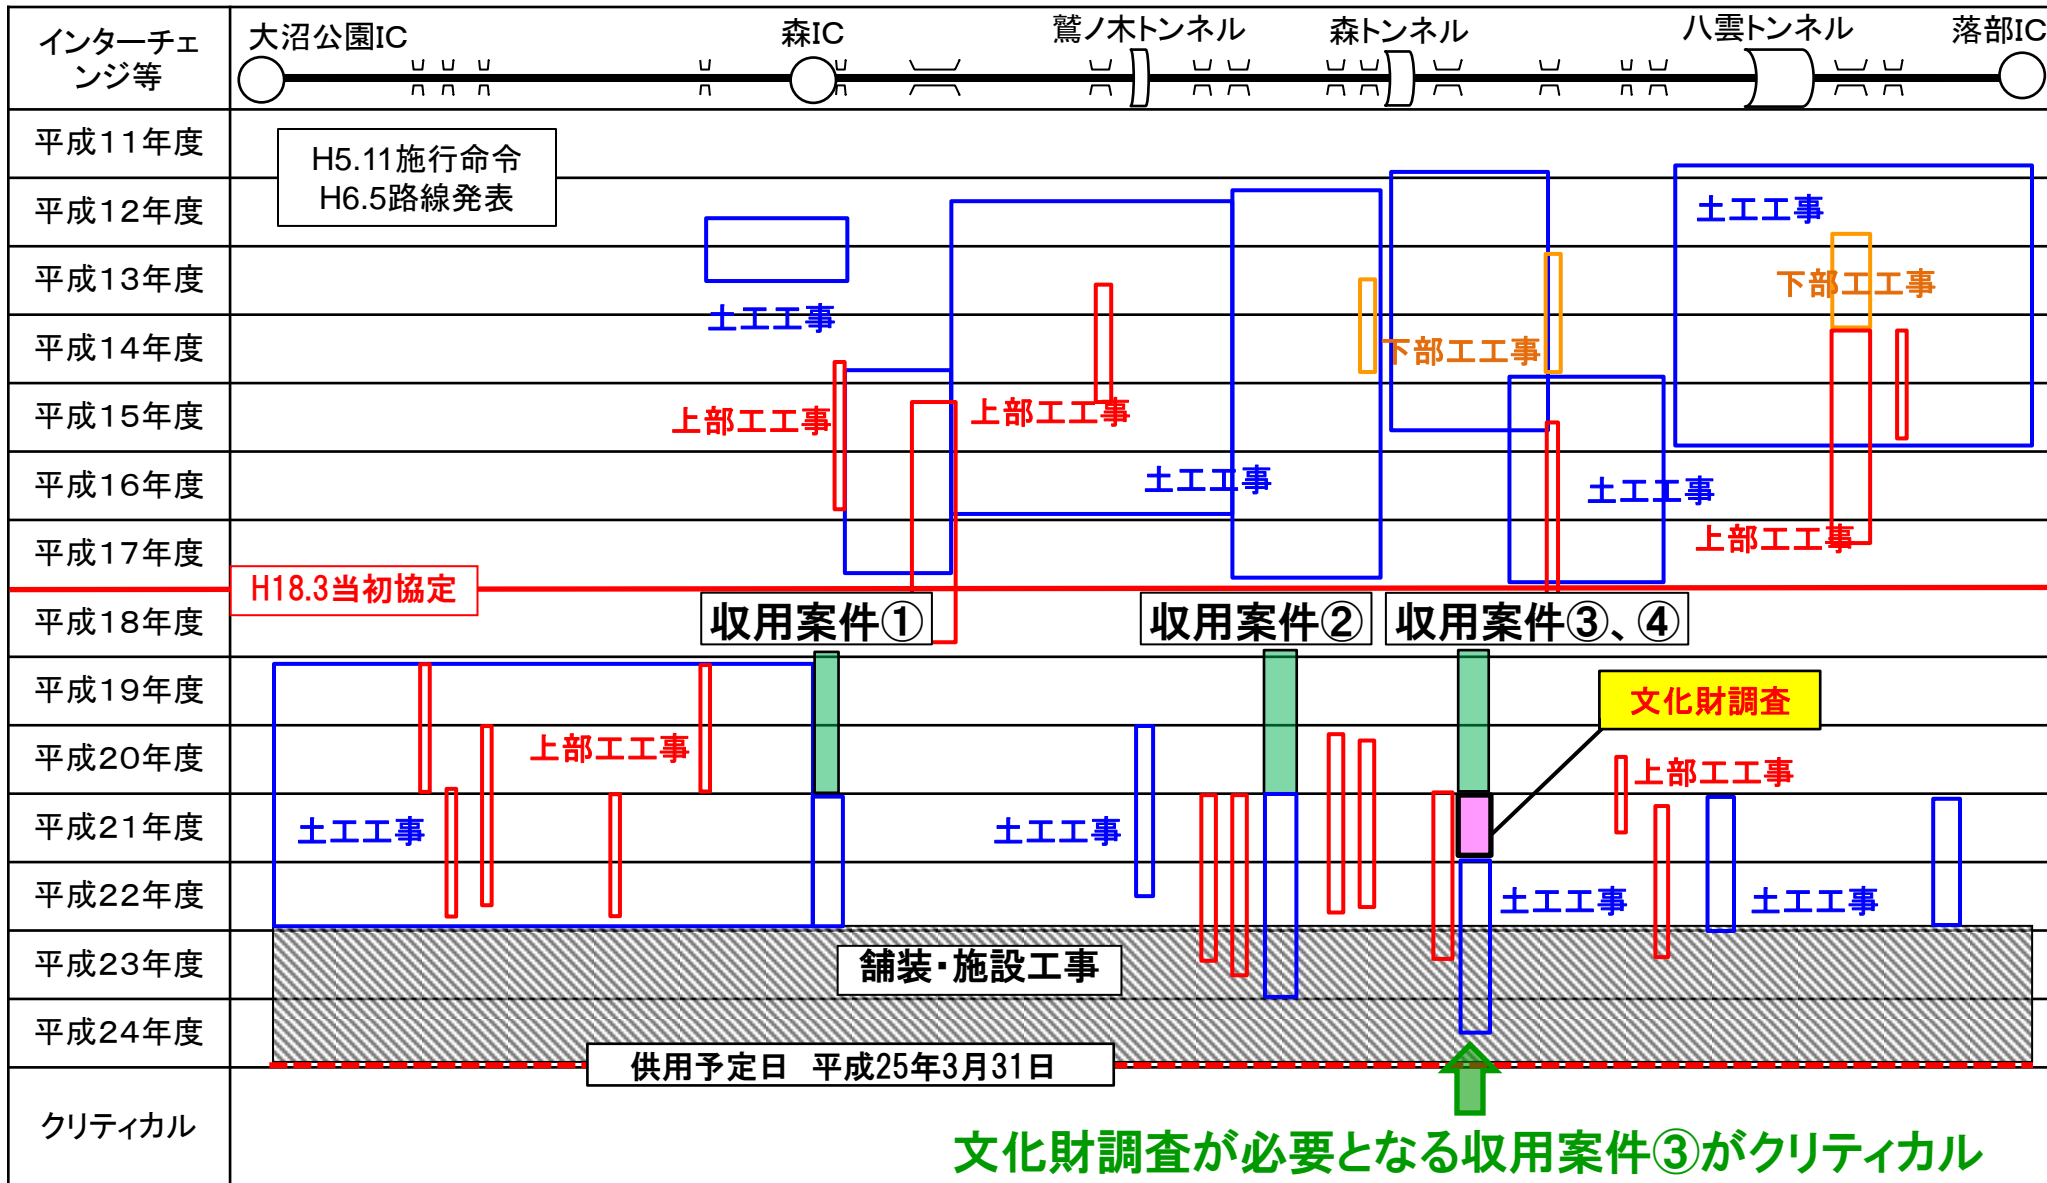 インターチェ
ンジ等
大沼公園IC
森IC
鷲ノ木トンネル
森トンネル
八雲トンネル
落部IC
平成11年度
H5.11施行命令
H6.5路線発表
平成12年度
土工工事
平成13年度
下部工工事
土工工事
平成14年度
下部工工事
平成15年度
上部工工事
上部工工事
平成16年度
土工工事
土工工事
平成17年度
上部工工事
H18.3当初協定
平成18年度
収用案件①
収用案件②
収用案件③、④
平成19年度
文化財調査
平成20年度
上部工工事
上部工工事
平成21年度
土工工事
土工工事
平成22年度
土工工事
土工工事
平成23年度
舗装・施設工事
平成24年度
供用予定日 平成25年3月31日
クリティカル
文化財調査が必要となる収用案件③がクリティカル